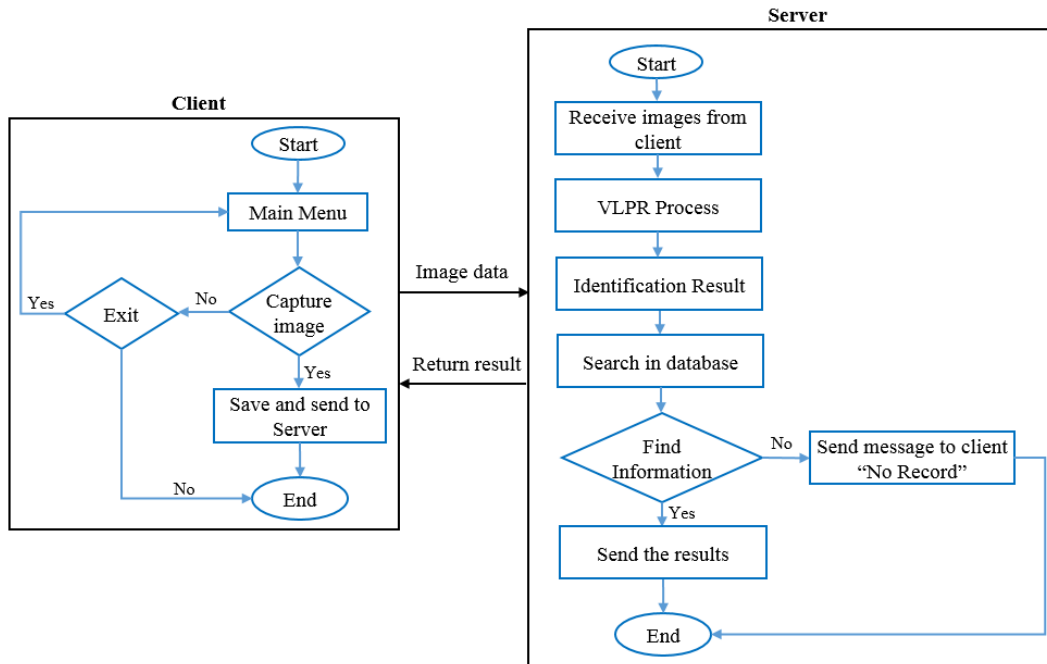 Client
Start
Main Menu
Capture
image
No
Exit
Yes
Yes
Save and send to
Server
No
End
Image data
Return result
Server
Start
Receive images from
client
VLPR Process
Identification Result
Search in database
Find
Information
No
Send message to client
“No Record”
Yes
Send the results
End